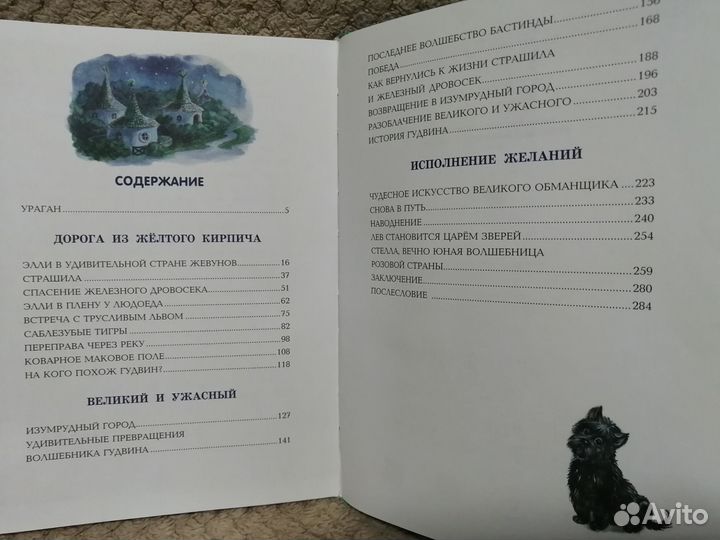 СОДЕРЖАНИЕ
УРАГАН 5
ДОРОГА ИЗ ЖЁЛТОГО КИРПИЧА
ЭЛЛИ В УДИВИТЕЛЬНОЙ СТРАНЕ ЖЕВУНОВ 16
СТРАШИЛА 37
СПАСЕНИЕ ЖЕЛЕЗНОГО ДРОВОСЕКА 51
ЭЛЛИ В ПЛЕНУ У ЛЮДОЕДА 62
ВСТРЕЧА С ТРУСЛИВЫМ ЛЬВОМ 75
САБЛЕЗУБЫЕ ТИГРЫ 82
ПЕРЕПРАВА ЧЕРЕЗ РЕКУ 98
КОВАРНОЕ МАКОВОЕ ПОЛЕ 108
НА КОГО ПОХОЖ ГУДВИН? 118
ВЕЛИКИЙ И УЖАСНЫЙ
ИЗУМРУДНЫЙ ГОРОД 127
УДИВИТЕЛЬНЫЕ ПРЕВРАЩЕНИЯ
ВОЛШЕБНИКА ГУДВИНА 141
ПОСЛЕДНЕЕ ВОЛШЕБСТВО БАСТИНДЫ 156
ПОБЕДА 168
КАК ВЕРНУЛИСЬ К ЖИЗНИ СТРАШИЛА
И ЖЕЛЕЗНЫЙ ДРОВОСЕК 188
ВОЗВРАЩЕНИЕ В ИЗУМРУДНЫЙ ГОРОД 196
РАЗОБЛАЧЕНИЕ ВЕЛИКОГО И УЖАСНОГО 203
ИСТОРИЯ ГУДВИНА 215
ИСПОЛНЕНИЕ ЖЕЛАНИЙ
ЧУДЕСНОЕ ИСКУССТВО ВЕЛИКОГО ОБМАНЩИКА 223
СНОВА В ПУТЬ 233
НАВОДНЕНИЕ 240
ЛЕВ СТАНОВИТСЯ ЦАРЁМ ЗВЕРЕЙ 254
СТЕЛЛА, ВЕЧНО ЮНАЯ ВОЛШЕБНИЦА
РОЗОВОЙ СТРАНЫ 259
ЗАКЛЮЧЕНИЕ 280
ПОСЛЕСЛОВИЕ 284
Avito